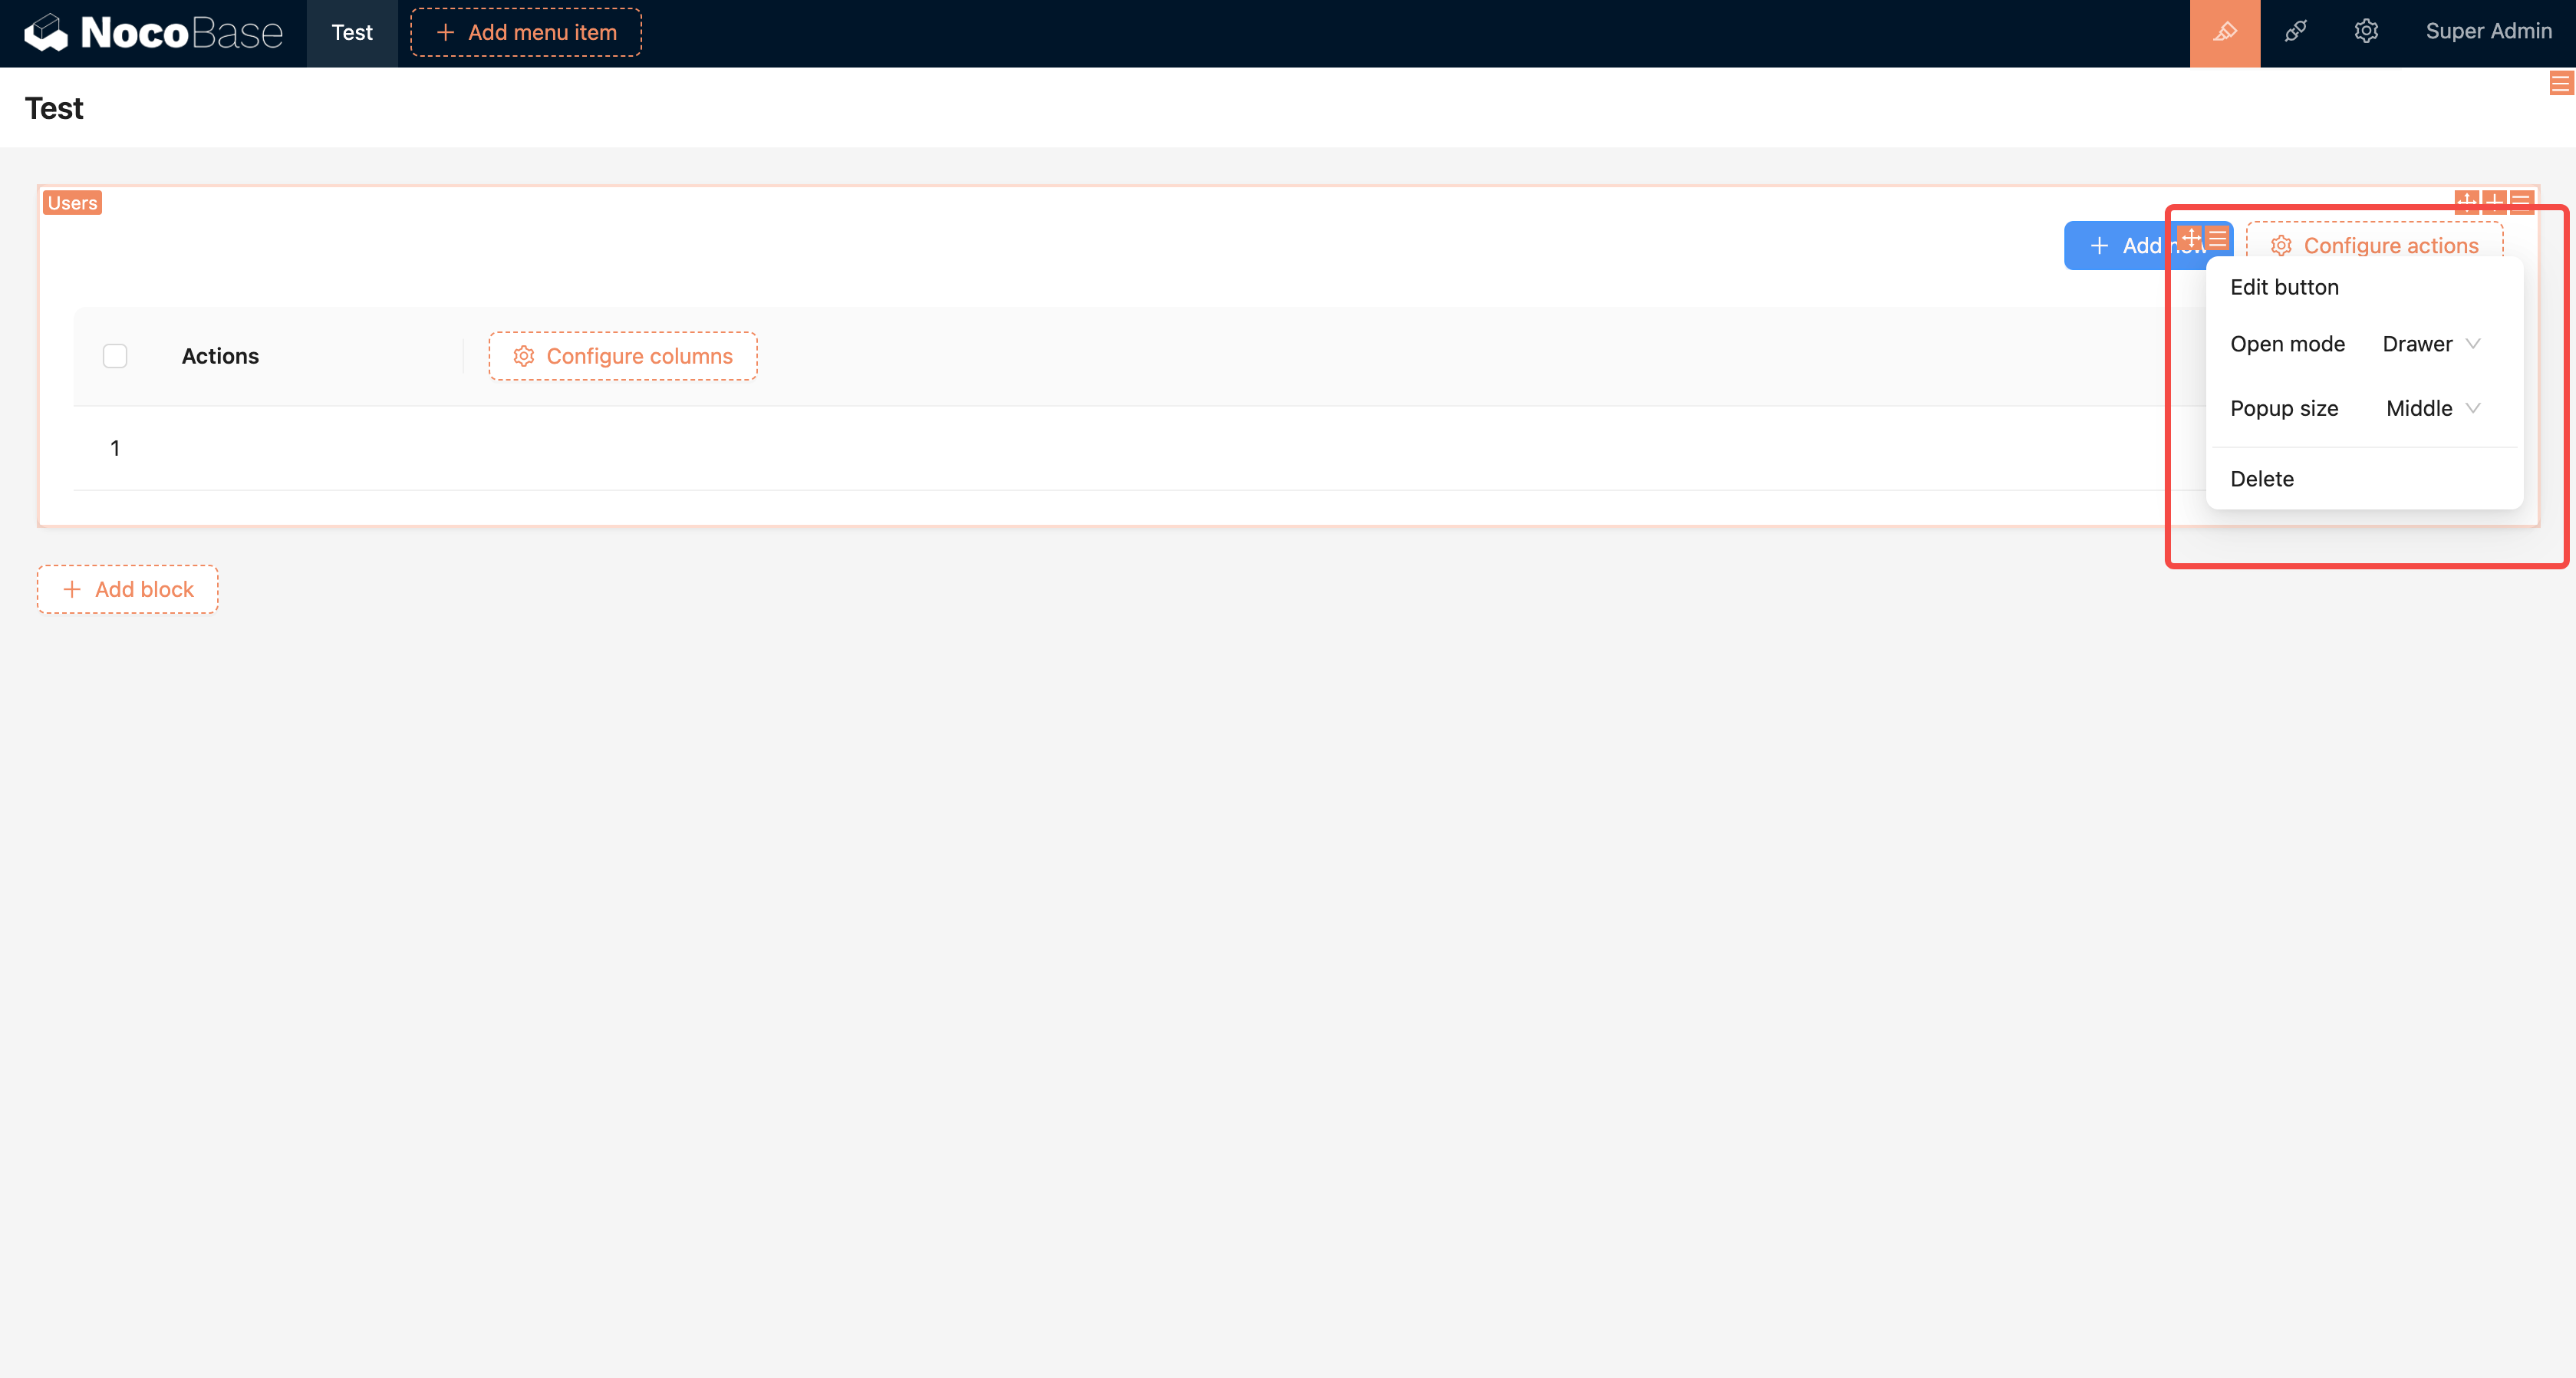 NocoBase Test Add menu item Super Admin
Test
Users
Add new Configure actions
Edit button
Actions Configure columns Open mode Drawer
Popup size Middle
1
Delete
Add block